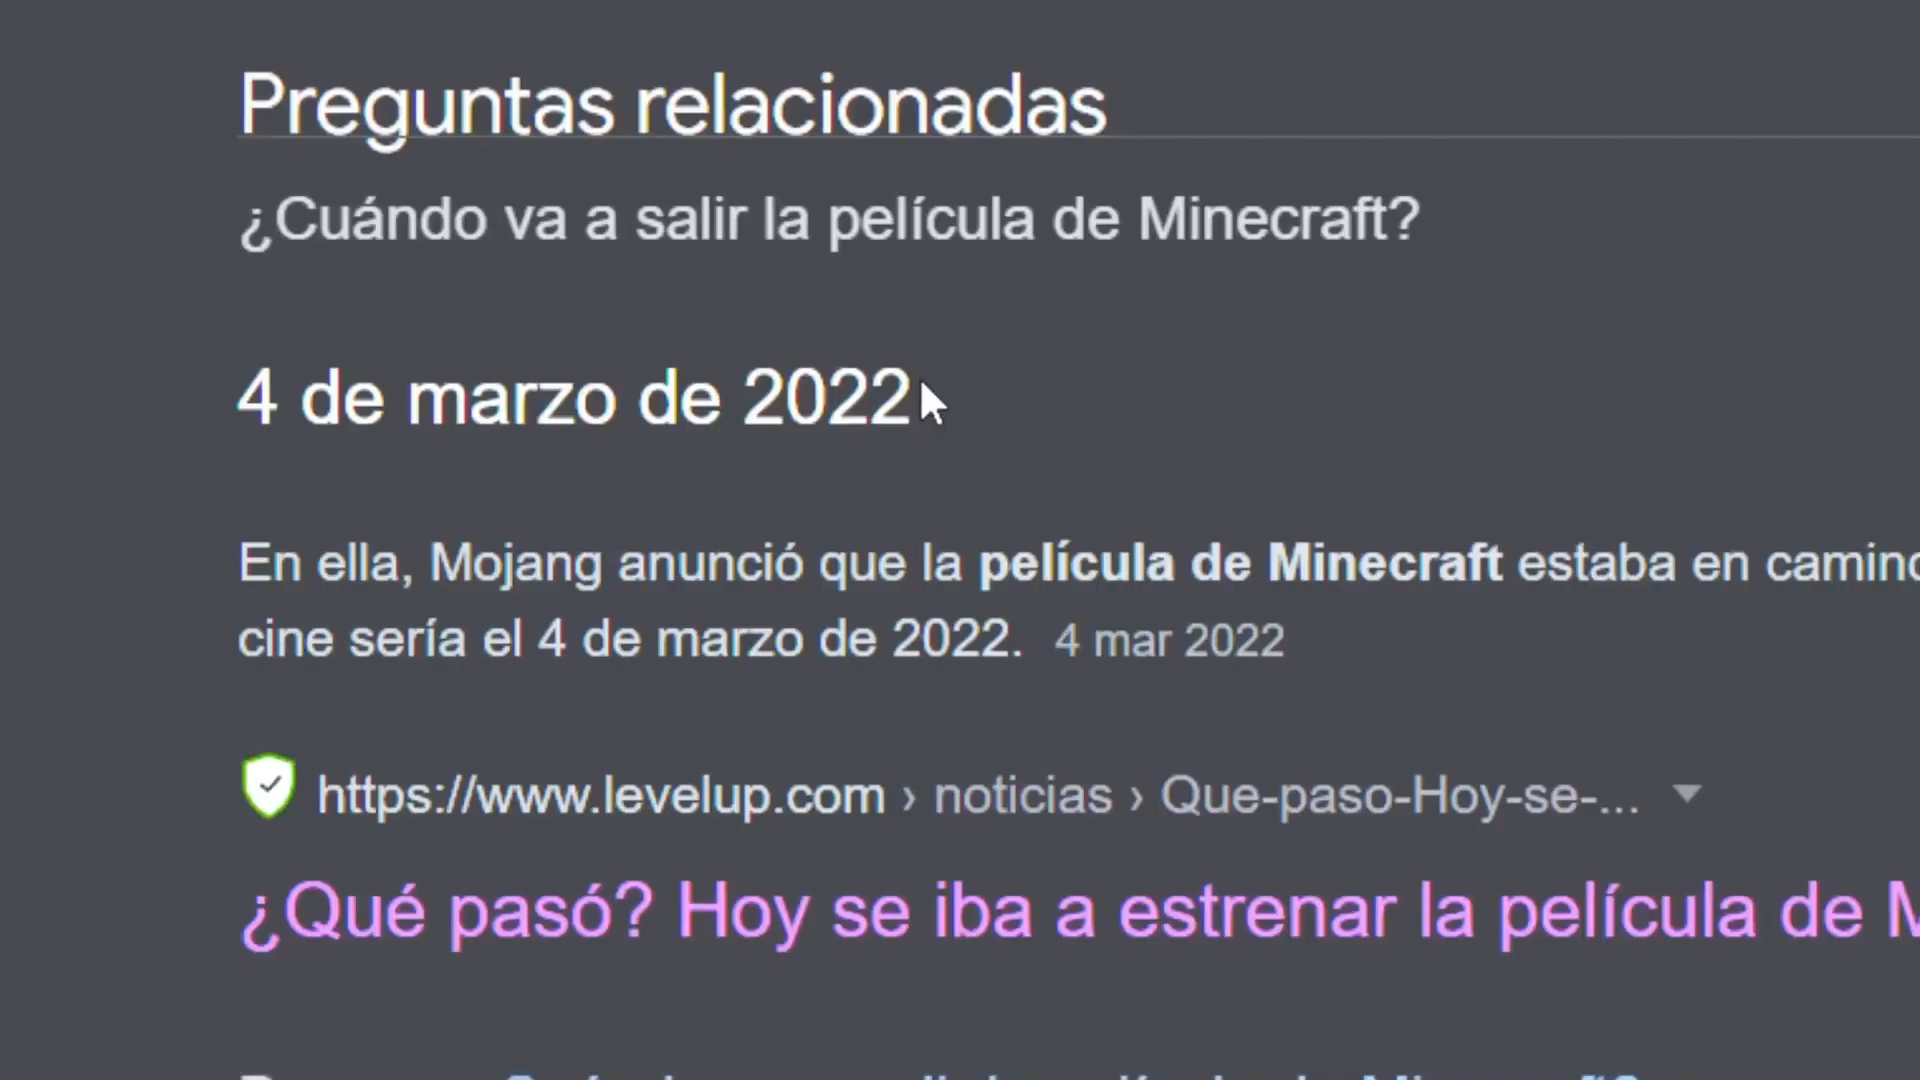 Preguntas relacionadas
¿Cuándo va a salir la película de Minecraft?
4 de marzo de 2022
En ella, Mojang anunció que la película de Minecraft estaba en camino
cine sería el 4 de marzo de 2022. 4 mar 2022
https://www.levelup.com › noticias › Que-paso-Hoy-se-...
¿Qué pasó? Hoy se iba a estrenar la película de M